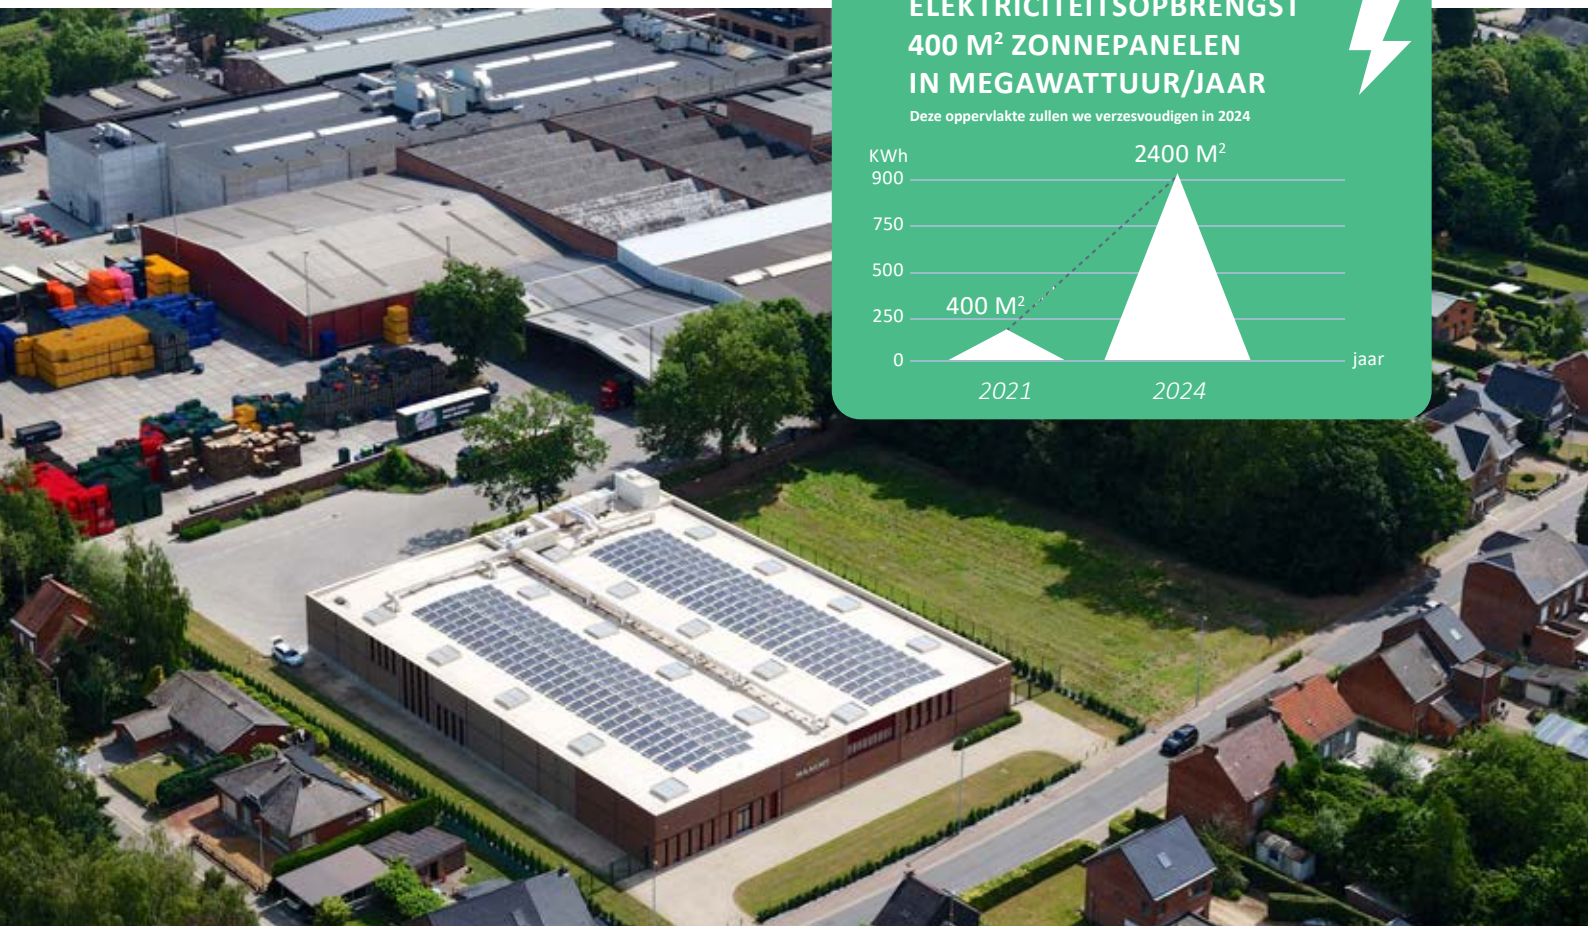 ELEKTRICITEITSOPBRENGST
400 M² ZONNEPANELEN
IN MEGAWATTUUR/JAAR
Deze oppervlakte zullen we verzesvoudigen in 2024
KWh
900
750
500
250
0
400 M²
2400 M²
jaar
2021
2024